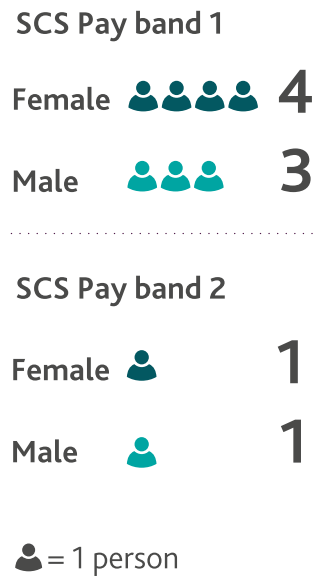 SCS Pay band 1
Female 4
Male 3
SCS Pay band 2
Female 1
Male 1
= 1 person